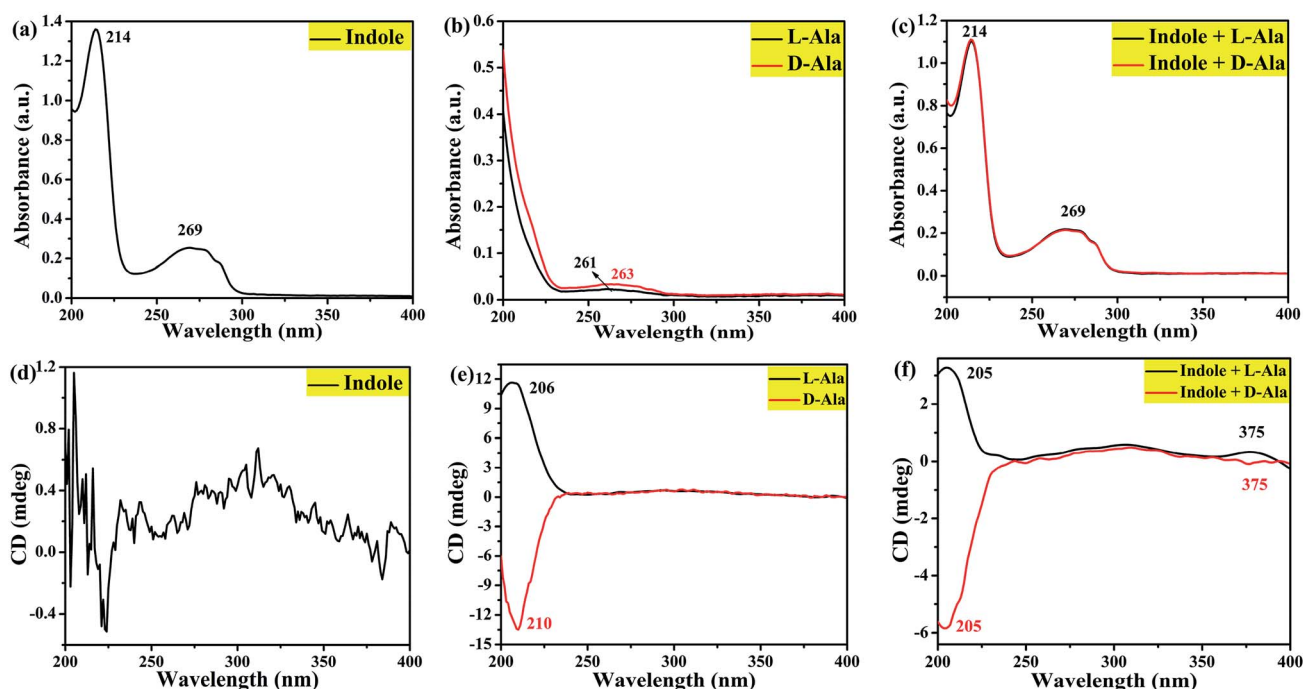 (a)
Indole
214
269
1.4
1.2
1.0
0.8
0.6
0.4
0.2
0.0
Absorbance (a.u.)
200 250 300 350 400
Wavelength (nm)
(b)
L-Ala
D-Ala
261
263
0.6
0.5
0.4
0.3
0.2
0.1
0.0
Absorbance (a.u.)
200 250 300 350 400
Wavelength (nm)
(c)
Indole + L-Ala
Indole + D-Ala
214
269
1.2
1.0
0.8
0.6
0.4
0.2
0.0
Absorbance (a.u.)
200 250 300 350 400
Wavelength (nm)
(d)
Indole
1.2
0.8
0.4
0.0
-0.4
CD (mdeg)
200 250 300 350 400
Wavelength (nm)
(e)
L-Ala
D-Ala
206
210
12
9
6
3
0
-3
-6
-9
-12
-15
CD (mdeg)
200 250 300 350 400
Wavelength (nm)
(f)
Indole + L-Ala
Indole + D-Ala
205
375
375
205
2
0
-2
-4
-6
CD (mdeg)
200 250 300 350 400
Wavelength (nm)